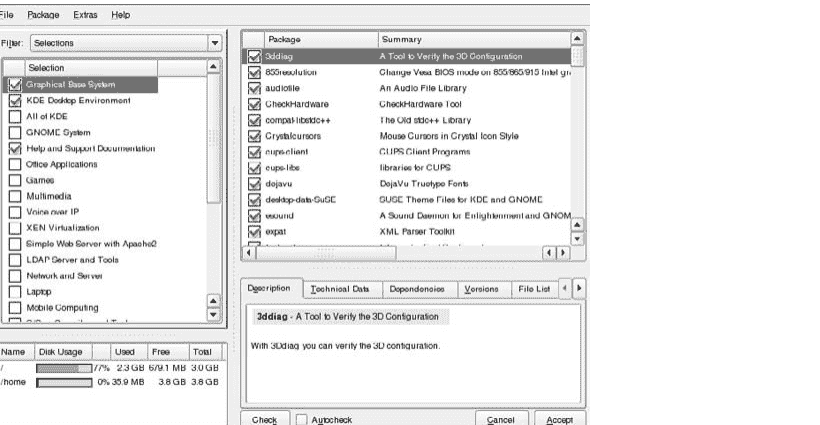 File Package Extras Help
Filter: Selections
Selection
Graphical Base System
KDE Desktop Environment
All of KDE
GNOME System
Help and Support Documentation
Office Applications
Games
Multimedia
Voice over IP
XEN Virtualization
Simple Web Server with Apache2
LDAP Server and Tools
Network and Server
Laptop
Mobile Computing
Name Disk Usage Used Free Total
/ 77% 2.3 GB 679.1 MB 3.0 GB
/home 0% 35.9 MB 3.8 GB 3.8 GB
Package Summary
3ddiag A Tool to Verify the 3D Configuration
855resolution Change Vesa BIOS mode on 855/865/915 Intel gra
audiofile An Audio File Library
CheckHardware CheckHardware Tool
compat-libstdc++ The Old stdc++ Library
Crystalcursors Mouse Cursors in Crystal Icon Style
cups-client CUPS Client Programs
cups-libs libraries for CUPS
dejavu DejaVu Truetype Fonts
desktop-data-SuSE SUSE Theme Files for KDE and GNOME
esound A Sound Daemon for Enlightenment and GNOM
expat XML Parser Toolkit
Description Technical Data Dependencies Versions File List
3ddiag - A Tool to Verify the 3D Configuration
With 3Ddiag you can verify the 3D configuration.
Check Autocheck Cancel Accept